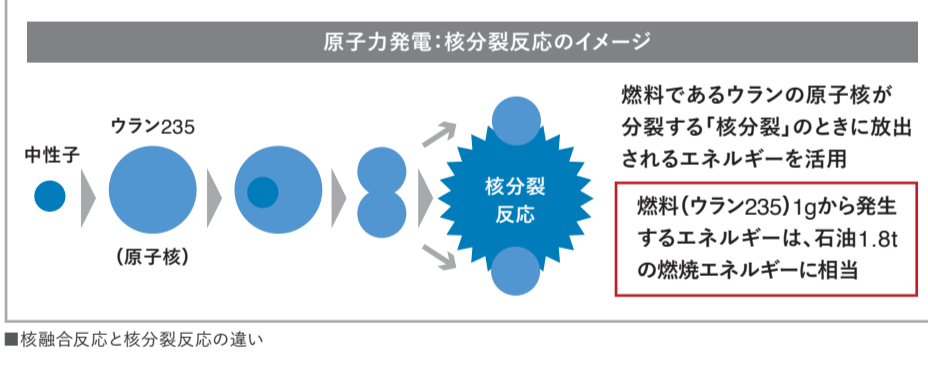 原子力発電:核分裂反応のイメージ
中性子
ウラン235
(原子核)
核分裂
反応
燃料であるウランの原子核が
分裂する「核分裂」のときに放出
されるエネルギーを活用
燃料(ウラン235)1gから発生
するエネルギーは、石油1.8t
の燃焼エネルギーに相当
■核融合反応と核分裂反応の違い